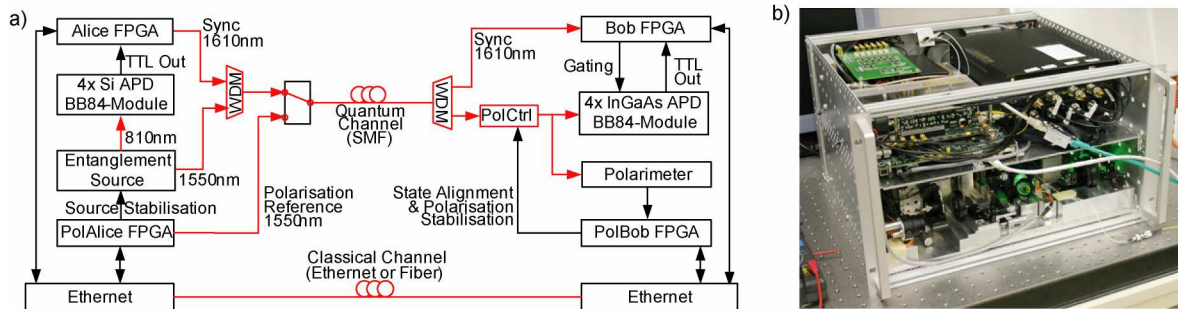 a)
Alice FPGA
Sync
1610nm
TTL Out
4x Si APD
BB84-Module
WDM
810nm
Entanglement
Source
1550nm
Source Stabilisation
PolAlice FPGA
Polarisation
Reference
1550nm
Quantum
Channel
(SMF)
WDM
Sync
1610nm
Bob FPGA
Gating
TTL
Out
PolCtrl
4x InGaAs APD
BB84-Module
Polarimeter
State Alignment
& Polarisation
Stabilisation
PolBob FPGA
Classical Channel
(Ethernet or Fiber)
Ethernet
Ethernet
b)